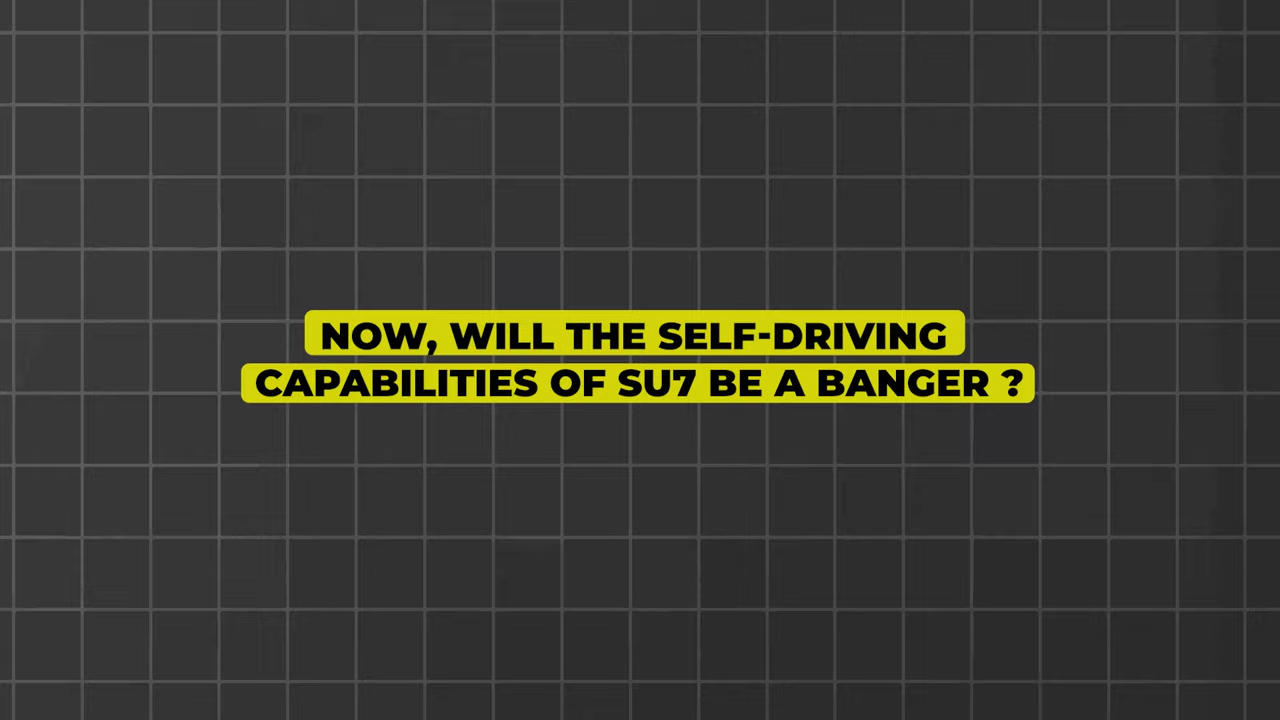 NOW, WILL THE SELF-DRIVING
CAPABILITIES OF SU7 BE A BANGER ?